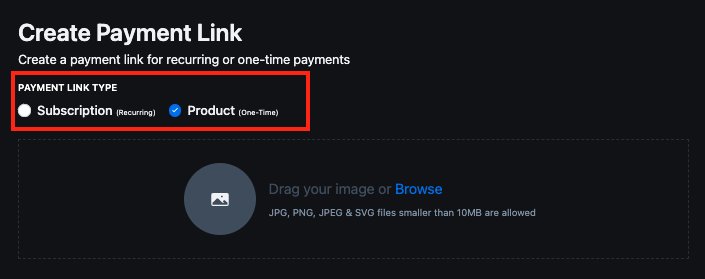 Create Payment Link
Create a payment link for recurring or one-time payments
PAYMENT LINK TYPE
Subscription (Recurring) Product (One-Time)
Drag your image or Browse
JPG, PNG, JPEG & SVG files smaller than 10MB are allowed